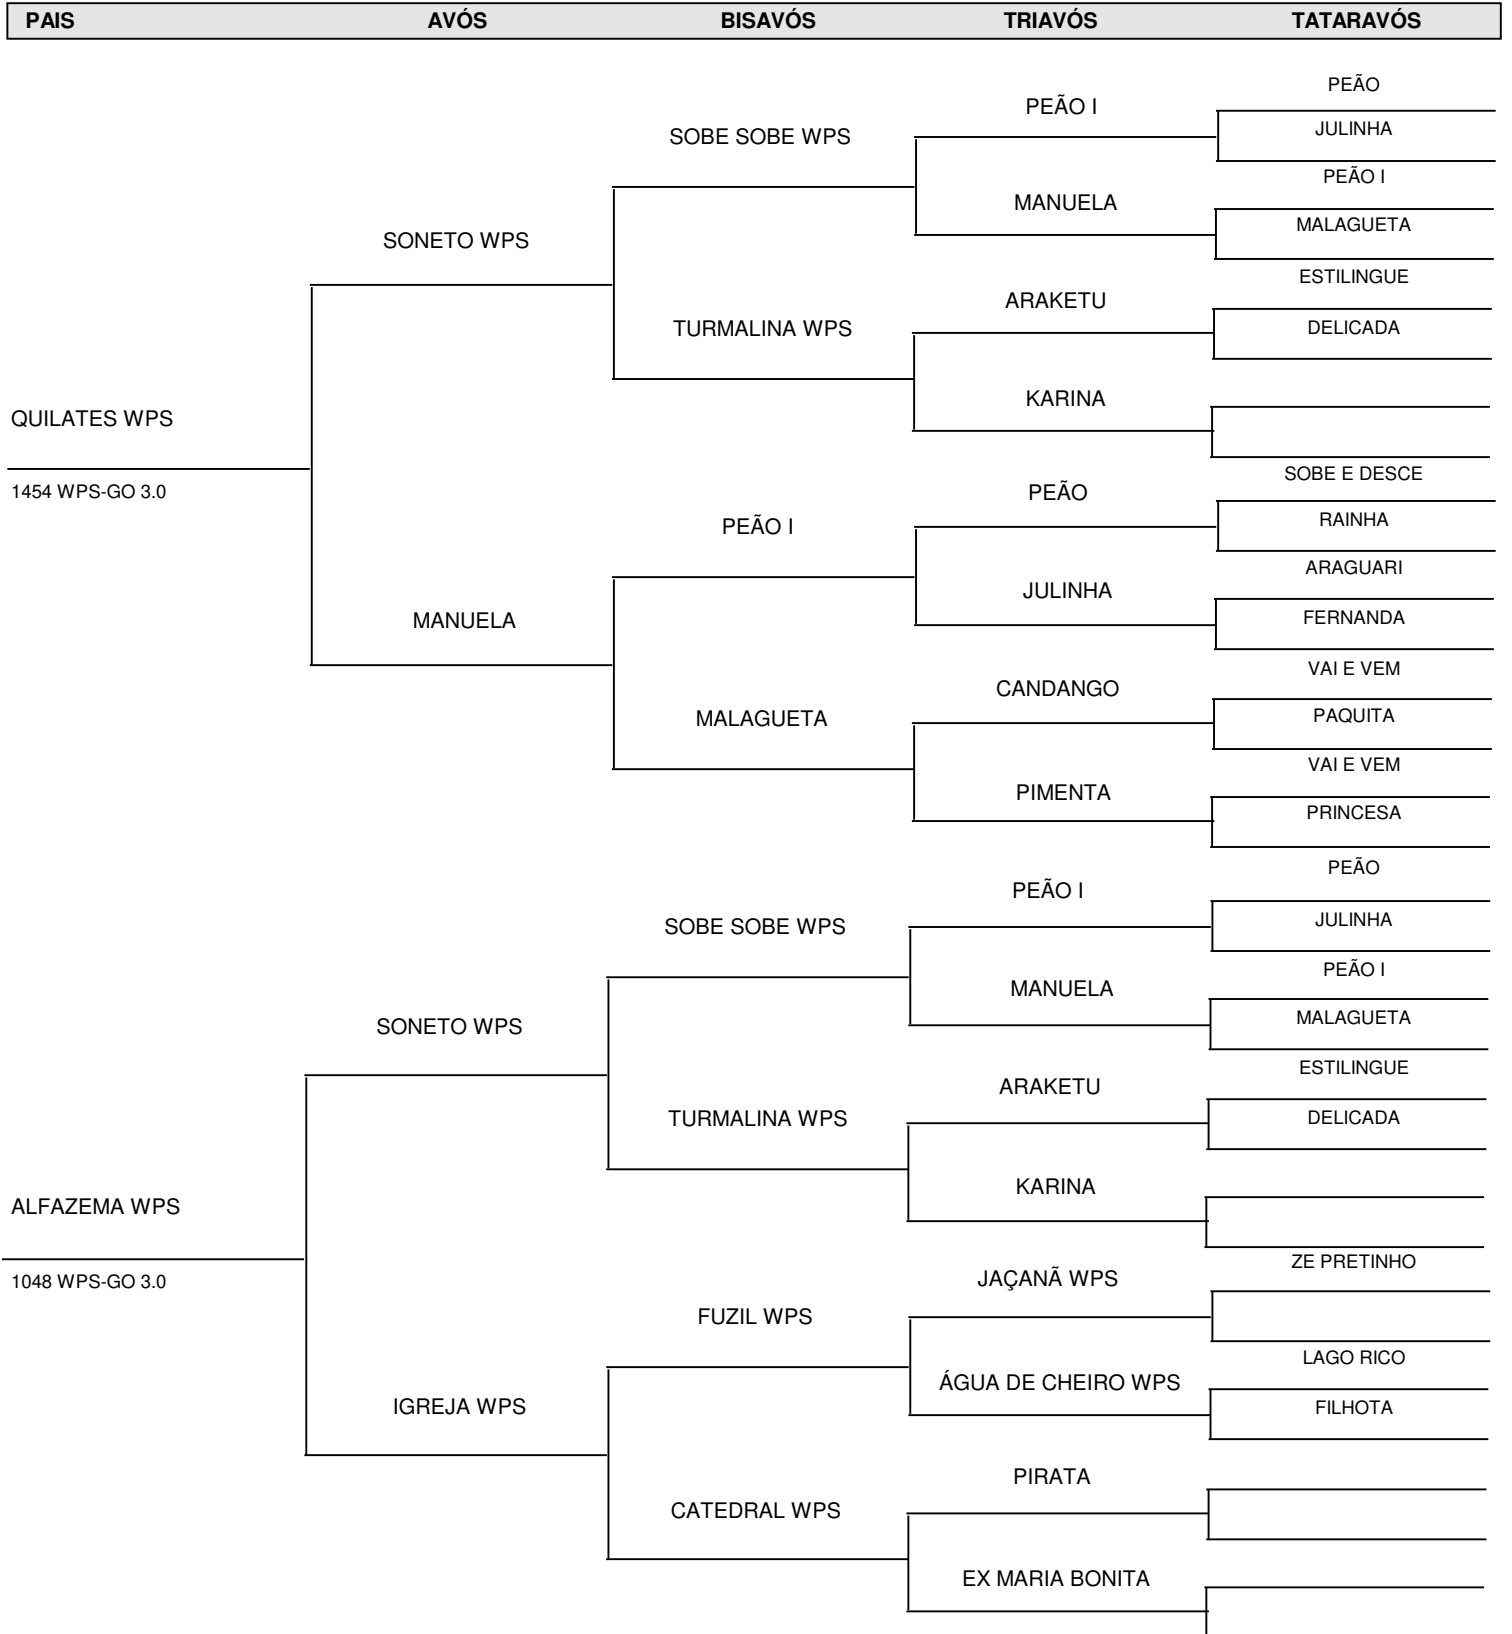 PAIS AVÓS BISAVÓS TRIAVÓS TATARAVÓS
PEÃO
PEÃO I
JULINHA
SOBE SOBE WPS
PEÃO I
MANUELA
MALAGUETA
SONETO WPS
ESTILINGUE
ARAKETU
DELICADA
TURMALINA WPS
KARINA
QUILATES WPS
SOBE E DESCE
1454 WPS-GO 3.0
PEÃO
RAINHA
PEÃO I
ARAGUARI
JULINHA
FERNANDA
MANUELA
VAI E VEM
CANDANGO
PAQUITA
MALAGUETA
VAI E VEM
PIMENTA
PRINCESA
PEÃO
PEÃO I
JULINHA
SOBE SOBE WPS
PEÃO I
MANUELA
MALAGUETA
SONETO WPS
ESTILINGUE
ARAKETU
DELICADA
TURMALINA WPS
KARINA
ALFAZEMA WPS
ZE PRETINHO
1048 WPS-GO 3.0
JAÇANÃ WPS
FUZIL WPS
LAGO RICO
ÁGUA DE CHEIRO WPS
FILHOTA
IGREJA WPS
PIRATA
CATEDRAL WPS
EX MARIA BONITA